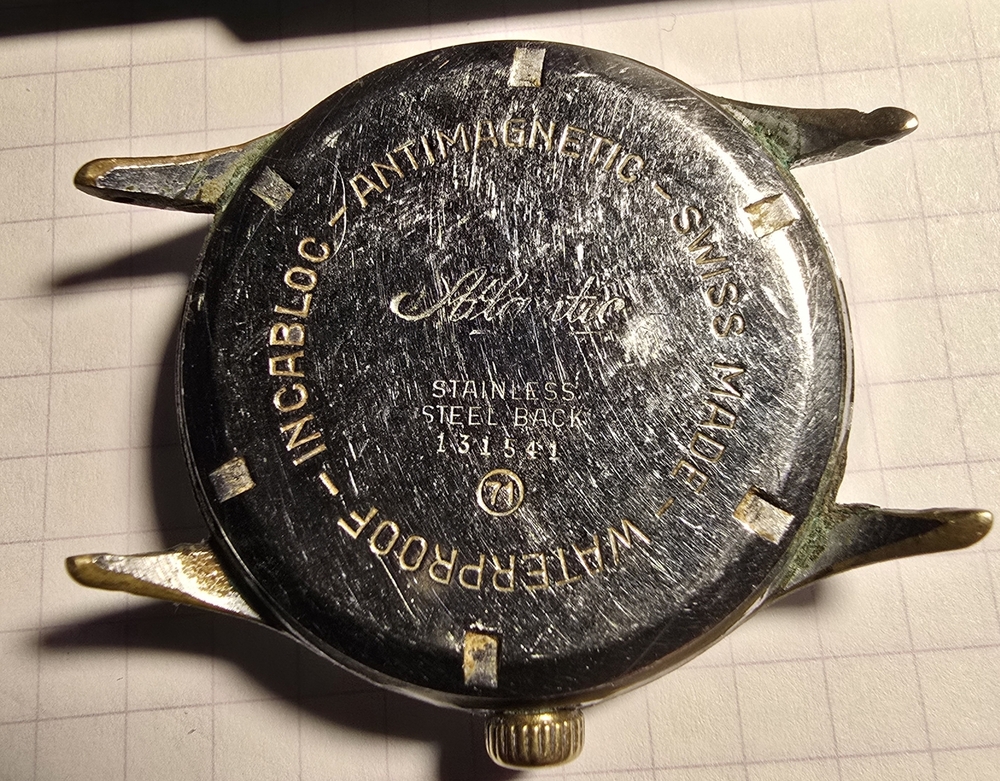 INCABLOC - ANTIMAGNETIC - SWISS MADE - WATERPROOF -
Atlantic
STAINLESS
STEEL BACK
131541
71